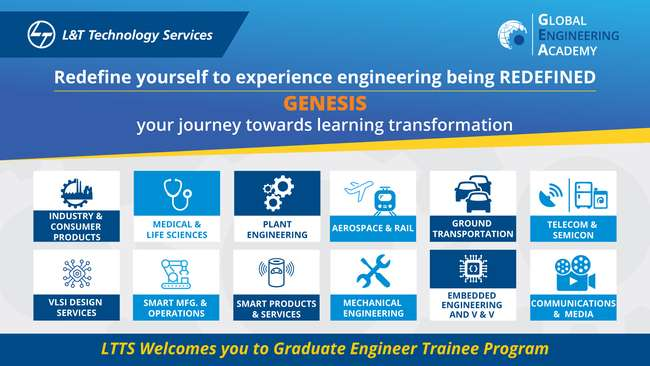 L&T Technology Services
GLOBAL
ENGINEERING
ACADEMY
Redefine yourself to experience engineering being REDEFINED
GENESIS
your journey towards learning transformation
INDUSTRY &
CONSUMER
PRODUCTS
MEDICAL &
LIFE SCIENCES
PLANT
ENGINEERING
AEROSPACE & RAIL
GROUND
TRANSPORTATION
TELECOM &
SEMICON
VLSI DESIGN
SERVICES
SMART MFG. &
OPERATIONS
SMART PRODUCTS
& SERVICES
MECHANICAL
ENGINEERING
EMBEDDED
ENGINEERING
AND V & V
COMMUNICATIONS
& MEDIA
LTTS Welcomes you to Graduate Engineer Trainee Program